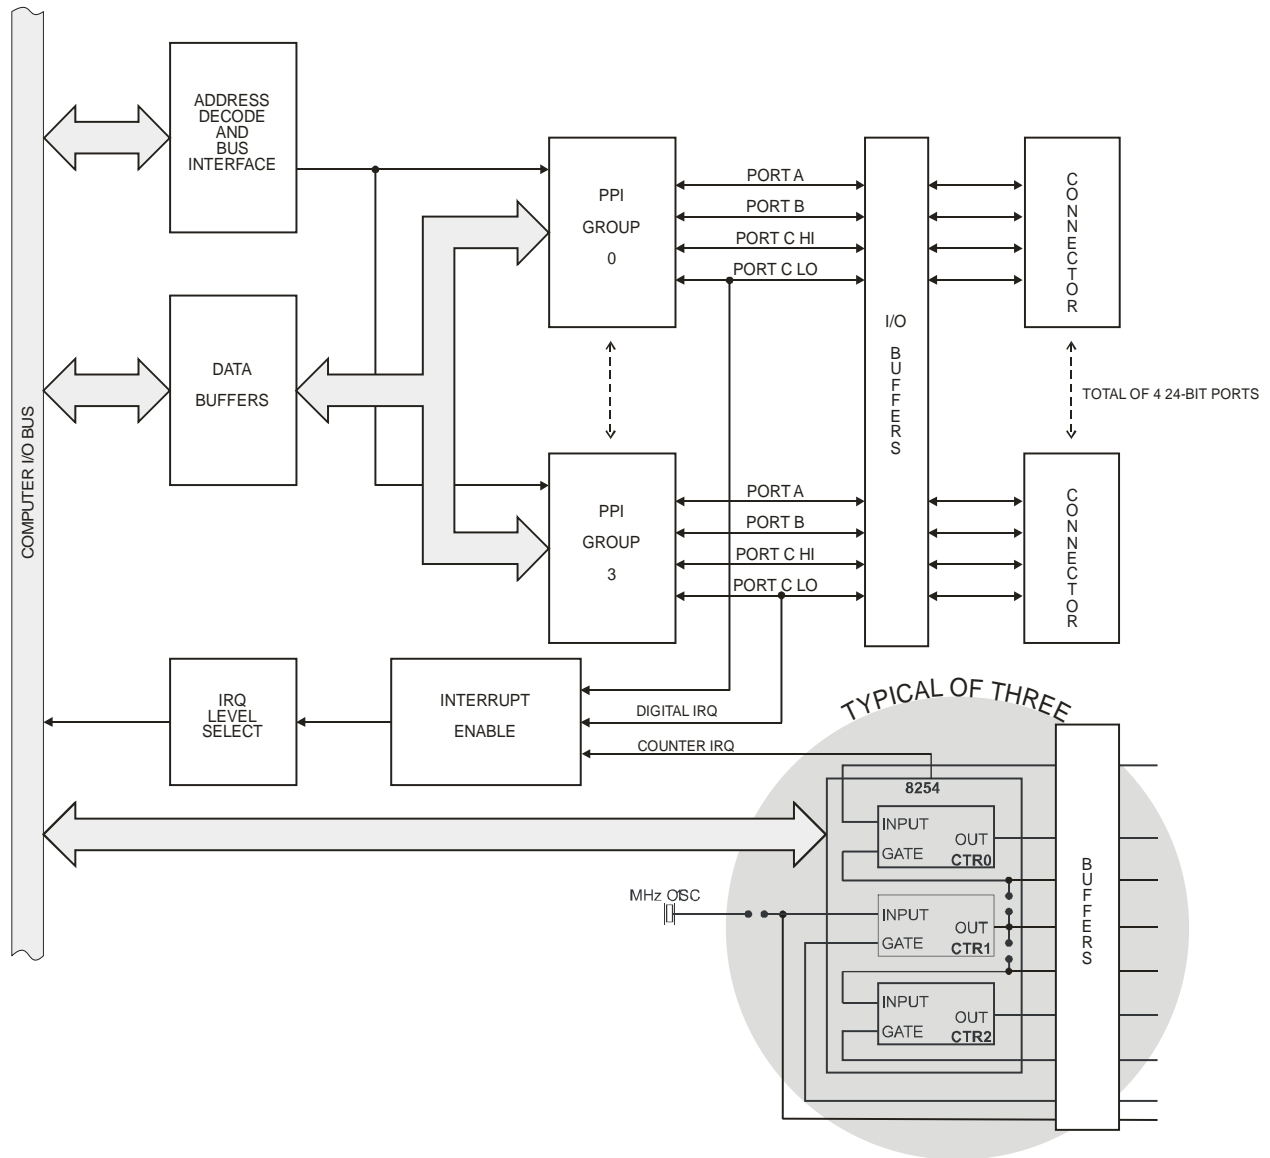 COMPUTER I/O BUS
ADDRESS
DECODE
AND
BUS
INTERFACE
DATA
BUFFERS
PPI
GROUP
0
PORT A
PORT B
PORT C HI
PORT C LO
I/O
BUFFERS
CONNECTOR
TOTAL OF 4 24-BIT PORTS
PPI
GROUP
3
PORT A
PORT B
PORT C HI
PORT C LO
CONNECTOR
IRQ
LEVEL
SELECT
INTERRUPT
ENABLE
DIGITAL IRQ
COUNTER IRQ
TYPICAL OF THREE
8254
INPUT
OUT
GATE
CTR0
MHz OSC
INPUT
OUT
GATE
CTR1
INPUT
OUT
GATE
CTR2
BUFFERS